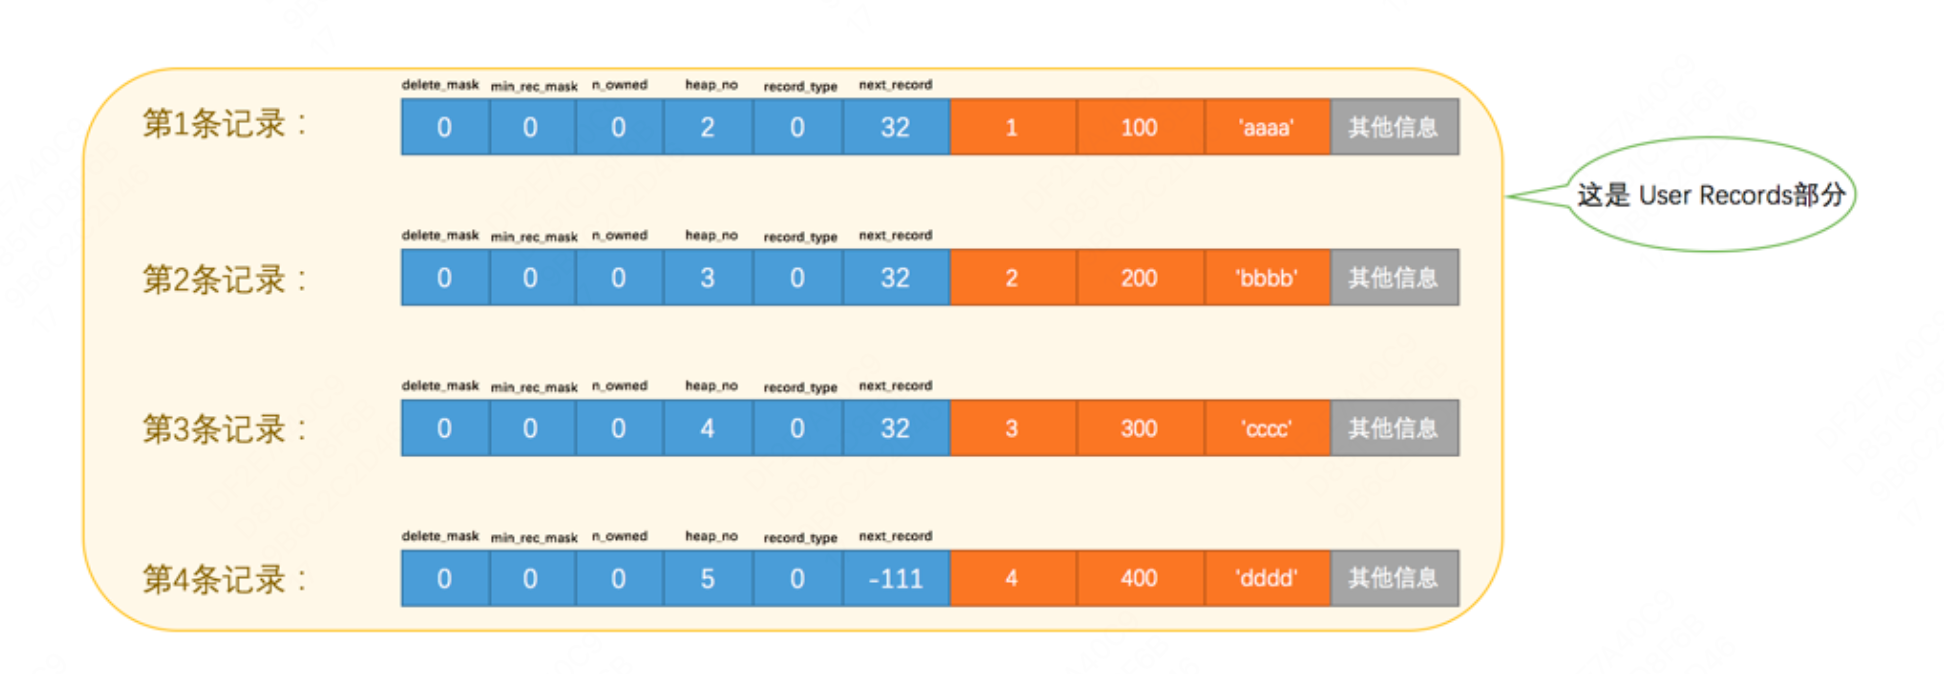 delete_mask min_rec_mask n_owned heap_no record_type next_record
第1条记录： 0 0 0 2 0 32 1 100 'aaaa' 其他信息
这是 User Records部分
delete_mask min_rec_mask n_owned heap_no record_type next_record
第2条记录： 0 0 0 3 0 32 2 200 'bbbb' 其他信息
delete_mask min_rec_mask n_owned heap_no record_type next_record
第3条记录： 0 0 0 4 0 32 3 300 'cccc' 其他信息
delete_mask min_rec_mask n_owned heap_no record_type next_record
第4条记录： 0 0 0 5 0 -111 4 400 'dddd' 其他信息